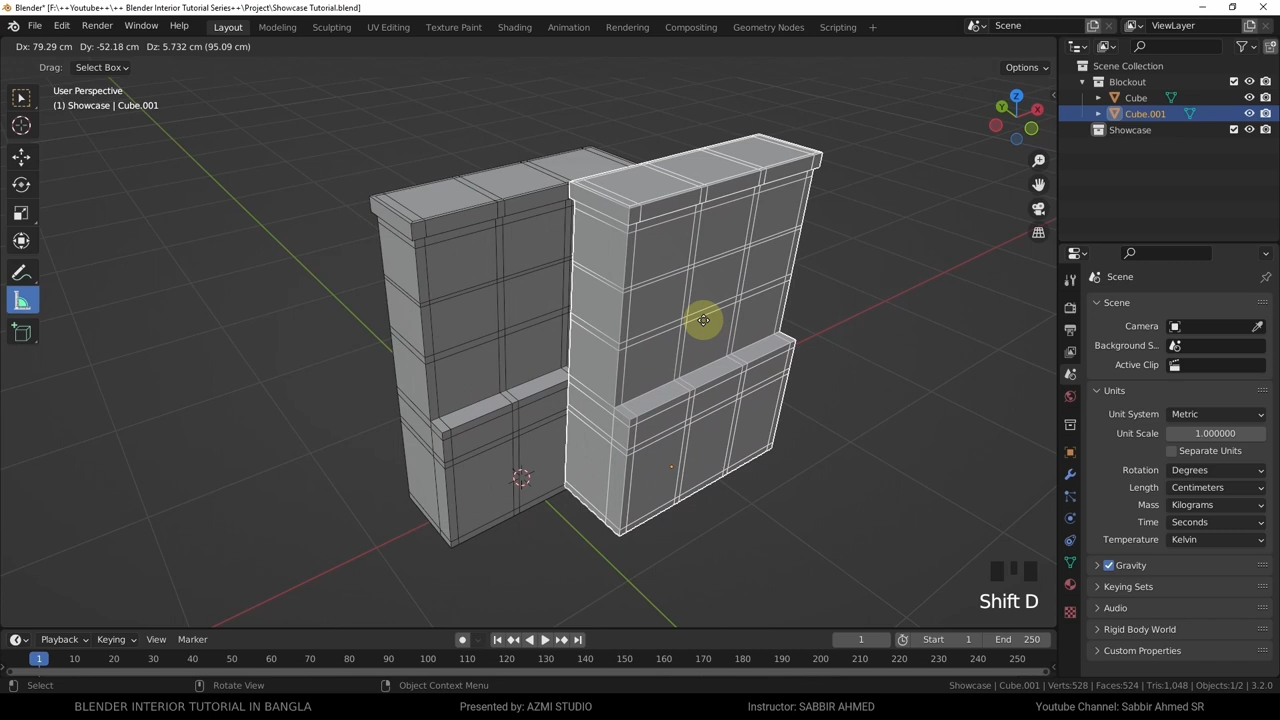 Blender* [F:\++Youtube++\++ Blender Interior Tutorial Series++\Project\Showcase Tutorial.blend]
File Edit Render Window Help Layout Modeling Sculpting UV Editing Texture Paint Shading Animation Rendering Compositing Geometry Nodes Scripting + Scene ViewLayer
Dx: 79.29 cm Dy: -52.18 cm Dz: 5.732 cm (95.09 cm)
Drag: Select Box Options
User Perspective
(1) Showcase | Cube.001
Z
Y
X
Scene Collection
Blockout
Cube
Cube.001
Showcase
Scene
Scene
Camera
Background S...
Active Clip
Units
Unit System Metric
Unit Scale 1.000000
Separate Units
Rotation Degrees
Length Centimeters
Mass Kilograms
Time Seconds
Temperature Kelvin
Gravity
Keying Sets
Audio
Rigid Body World
Custom Properties
Shift D
Playback Keying View Marker 1 Start 1 End 250
1 10 20 30 40 50 60 70 80 90 100 110 120 130 140 150 160 170 180 190 200 210 220 230 240 250
Select Rotate View Object Context Menu Showcase | Cube.001 | Verts:528 | Faces:524 | Tris:1,048 | Objects:1/2 | 3.2.0
BLENDER INTERIOR TUTORIAL IN BANGLA Presented by: AZMI STUDIO Instructor: SABBIR AHMED Youtube Channel: Sabbir Ahmed SR